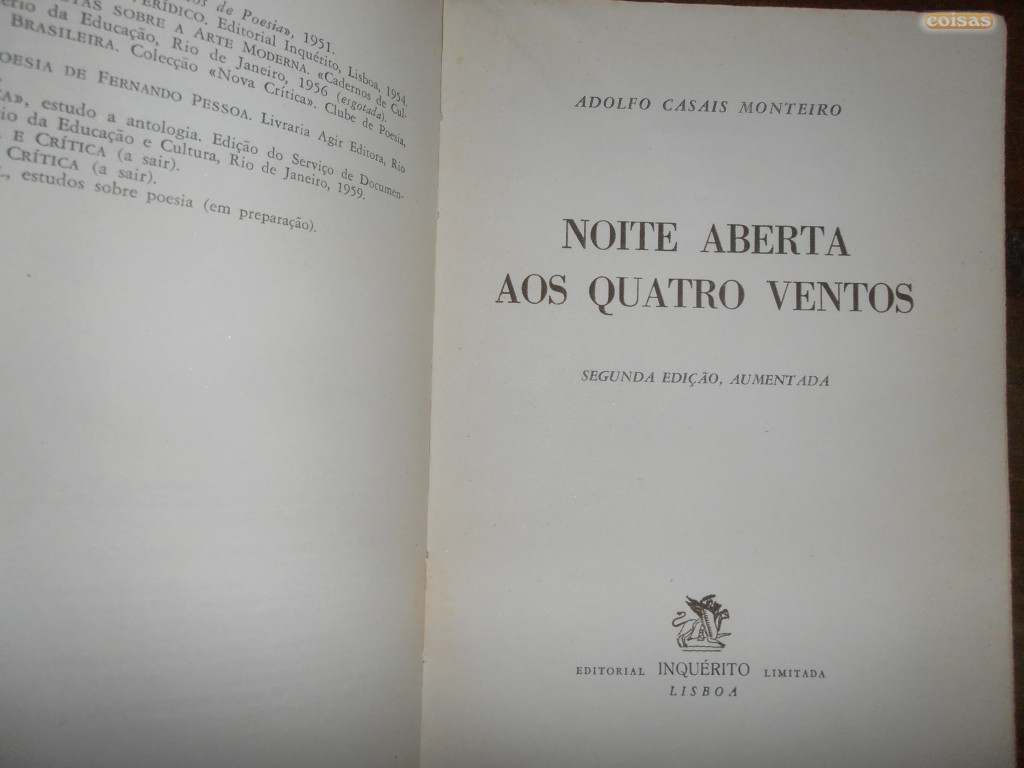 os de Poesia», 1951.
ERÍDICO. Editorial Inquérito, Lisboa, 1954.
STAS SOBRE A ARTE MODERNA. «Cadernos de Cul-
ério da Educação, Rio de Janeiro, 1956 (esgotada).
BRASILEIRA. Colecção «Nova Crítica». Clube de Poesia,
OESIA DE FERNANDO PESSOA. Livraria Agir Editora, Rio
CA», estudo a antologia. Edição do Serviço de Documen-
rio da Educação e Cultura, Rio de Janeiro, 1959.
A E CRÍTICA (a sair).
CRÍTICA (a sair).
, estudos sobre poesia (em preparação).
coisas
ADOLFO CASAIS MONTEIRO
NOITE ABERTA
AOS QUATRO VENTOS
SEGUNDA EDIÇÃO, AUMENTADA
EDITORIAL INQUÉRITO LIMITADA
LISBOA